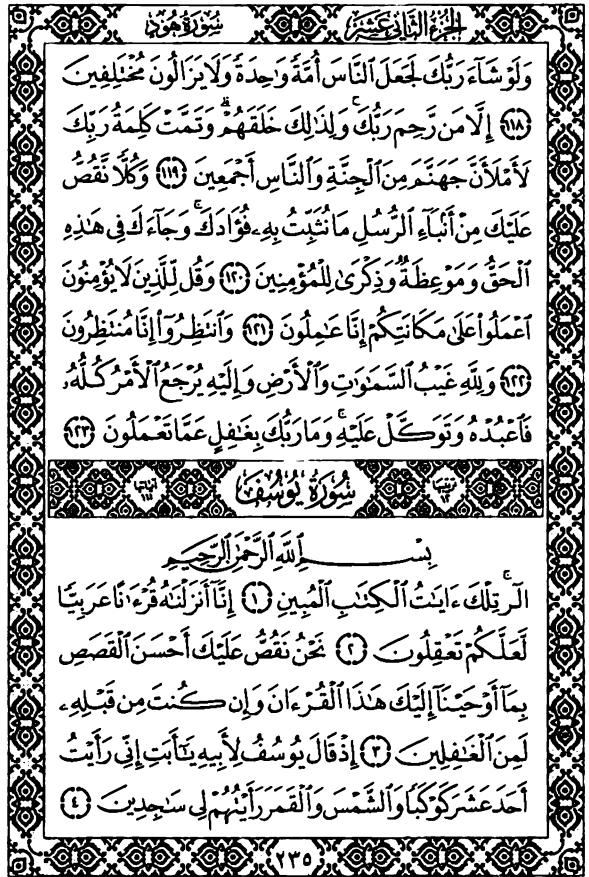 الجزء الثاني عشر سورة هود
وَلَوْ شَآءَ رَبُّكَ لَجَعَلَ ٱلنَّاسَ أُمَّةً وَٰحِدَةً وَلَا يَزَالُونَ مُخْتَلِفِينَ
١١٨ إِلَّا مَن رَّحِمَ رَبُّكَ ۚ وَلِذَٰلِكَ خَلَقَهُمْ ۗ وَتَمَّتْ كَلِمَةُ رَبِّكَ
لَأَمْلَأَنَّ جَهَنَّمَ مِنَ ٱلْجِنَّةِ وَٱلنَّاسِ أَجْمَعِينَ ١١٩ وَكُلًّا نَّقُصُّ
عَلَيْكَ مِنْ أَنۢبَآءِ ٱلرُّسُلِ مَا نُثَبِّتُ بِهِۦ فُؤَادَكَ ۚ وَجَآءَكَ فِى هَٰذِهِ
ٱلْحَقُّ وَمَوْعِظَةٌ وَذِكْرَىٰ لِلْمُؤْمِنِينَ ١٢٠ وَقُل لِّلَّذِينَ لَا يُؤْمِنُونَ
ٱعْمَلُوا۟ عَلَىٰ مَكَانَتِكُمْ إِنَّا عَٰمِلُونَ ١٢١ وَٱنتَظِرُوٓا۟ إِنَّا مُنتَظِرُونَ
١٢٢ وَلِلَّهِ غَيْبُ ٱلسَّمَٰوَٰتِ وَٱلْأَرْضِ وَإِلَيْهِ يُرْجَعُ ٱلْأَمْرُ كُلُّهُۥ
فَٱعْبُدْهُ وَتَوَكَّلْ عَلَيْهِ ۚ وَمَا رَبُّكَ بِغَٰفِلٍ عَمَّا تَعْمَلُونَ ١٢٣
سُورَةُ يُوسُفَ
بِسْمِ ٱللَّهِ ٱلرَّحْمَٰنِ ٱلرَّحِيمِ
الٓر ۚ تِلْكَ ءَايَٰتُ ٱلْكِتَٰبِ ٱلْمُبِينِ ١ إِنَّآ أَنزَلْنَٰهُ قُرْءَٰنًا عَرَبِيًّا
لَّعَلَّكُمْ تَعْقِلُونَ ٢ نَحْنُ نَقُصُّ عَلَيْكَ أَحْسَنَ ٱلْقَصَصِ
بِمَآ أَوْحَيْنَآ إِلَيْكَ هَٰذَا ٱلْقُرْءَانَ وَإِن كُنتَ مِن قَبْلِهِۦ
لَمِنَ ٱلْغَٰفِلِينَ ٣ إِذْ قَالَ يُوسُفُ لِأَبِيهِ يَٰٓأَبَتِ إِنِّى رَأَيْتُ
أَحَدَ عَشَرَ كَوْكَبًا وَٱلشَّمْسَ وَٱلْقَمَرَ رَأَيْتُهُمْ لِى سَٰجِدِينَ ٤
٢٣٥